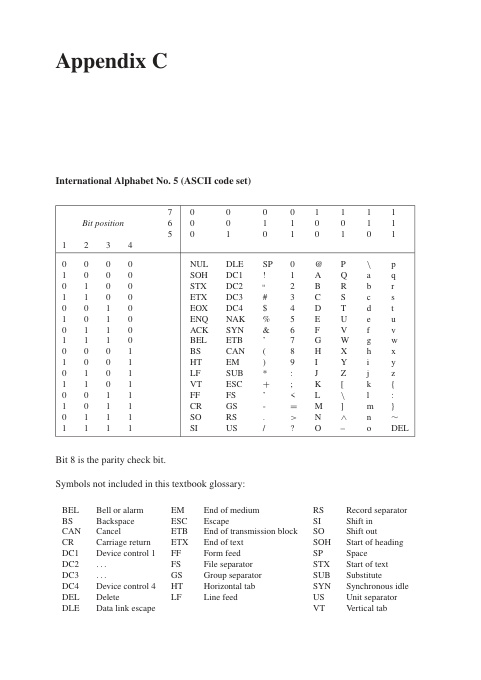 Appendix C
International Alphabet No. 5 (ASCII code set)
7 0 0 0 0 1 1 1 1
Bit position 6 0 0 1 1 0 0 1 1
5 0 1 0 1 0 1 0 1
1 2 3 4
0 0 0 0 NUL DLE SP 0 @ P \ p
1 0 0 0 SOH DC1 ! 1 A Q a q
0 1 0 0 STX DC2 " 2 B R b r
1 1 0 0 ETX DC3 # 3 C S c s
0 0 1 0 EOX DC4 $ 4 D T d t
1 0 1 0 ENQ NAK % 5 E U e u
0 1 1 0 ACK SYN & 6 F V f v
1 1 1 0 BEL ETB ' 7 G W g w
0 0 0 1 BS CAN ( 8 H X h x
1 0 0 1 HT EM ) 9 I Y i y
0 1 0 1 LF SUB * : J Z j z
1 1 0 1 VT ESC + ; K [ k {
0 0 1 1 FF FS ' < L \ l :
1 0 1 1 CR GS - = M ] m }
0 1 1 1 SO RS . > N ∧ n ~
1 1 1 1 SI US / ? O – o DEL
Bit 8 is the parity check bit.
Symbols not included in this textbook glossary:
BEL Bell or alarm EM End of medium RS Record separator
BS Backspace ESC Escape SI Shift in
CAN Cancel ETB End of transmission block SO Shift out
CR Carriage return ETX End of text SOH Start of heading
DC1 Device control 1 FF Form feed SP Space
DC2 . . . FS File separator STX Start of text
DC3 . . . GS Group separator SUB Substitute
DC4 Device control 4 HT Horizontal tab SYN Synchronous idle
DEL Delete LF Line feed US Unit separator
DLE Data link escape VT Vertical tab